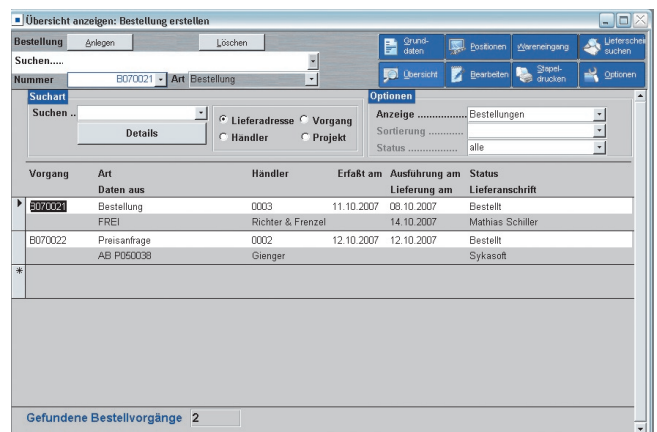 Übersicht anzeigen: Bestellung erstellen
Bestellung Anlegen Löschen
Grund-daten Positionen Wareneingang Lieferschei suchen
Suchen.....
Nummer B070021 Art Bestellung
Übersicht Bearbeiten Stapel-drucken Optionen
Suchart Optionen
Suchen .. Lieferadresse Vorgang Anzeige ................ Bestellungen
Details Händler Projekt Sortierung ............
Status ................ alle
Vorgang Art Händler Erfaßt am Ausführung am Status
Daten aus Lieferung am Lieferanschrift
B070021 Bestellung 0003 11.10.2007 08.10.2007 Bestellt
FREI Richter & Frenzel 14.10.2007 Mathias Schiller
B070022 Preisanfrage 0002 12.10.2007 12.10.2007 Bestellt
AB P050038 Gienger Sykasoft
*
Gefundene Bestellvorgänge 2